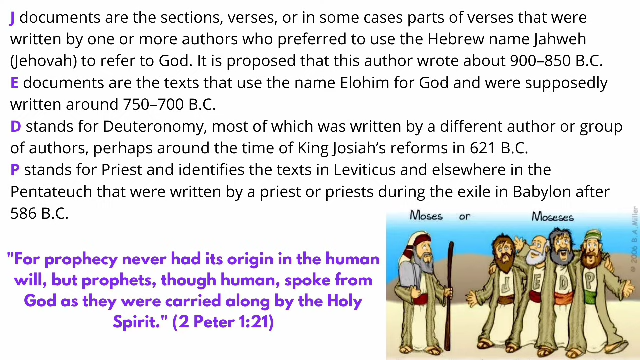 J documents are the sections, verses, or in some cases parts of verses that were
written by one or more authors who preferred to use the Hebrew name Jahweh
(Jehovah) to refer to God. It is proposed that this author wrote about 900–850 B.C.
E documents are the texts that use the name Elohim for God and were supposedly
written around 750–700 B.C.
D stands for Deuteronomy, most of which was written by a different author or group
of authors, perhaps around the time of King Josiah's reforms in 621 B.C.
P stands for Priest and identifies the texts in Leviticus and elsewhere in the
Pentateuch that were written by a priest or priests during the exile in Babylon after
586 B.C.
Moses or Moseses
"For prophecy never had its origin in the human
will, but prophets, though human, spoke from
God as they were carried along by the Holy
Spirit." (2 Peter 1:21)
J E D P
© 2006 B.A. Miller